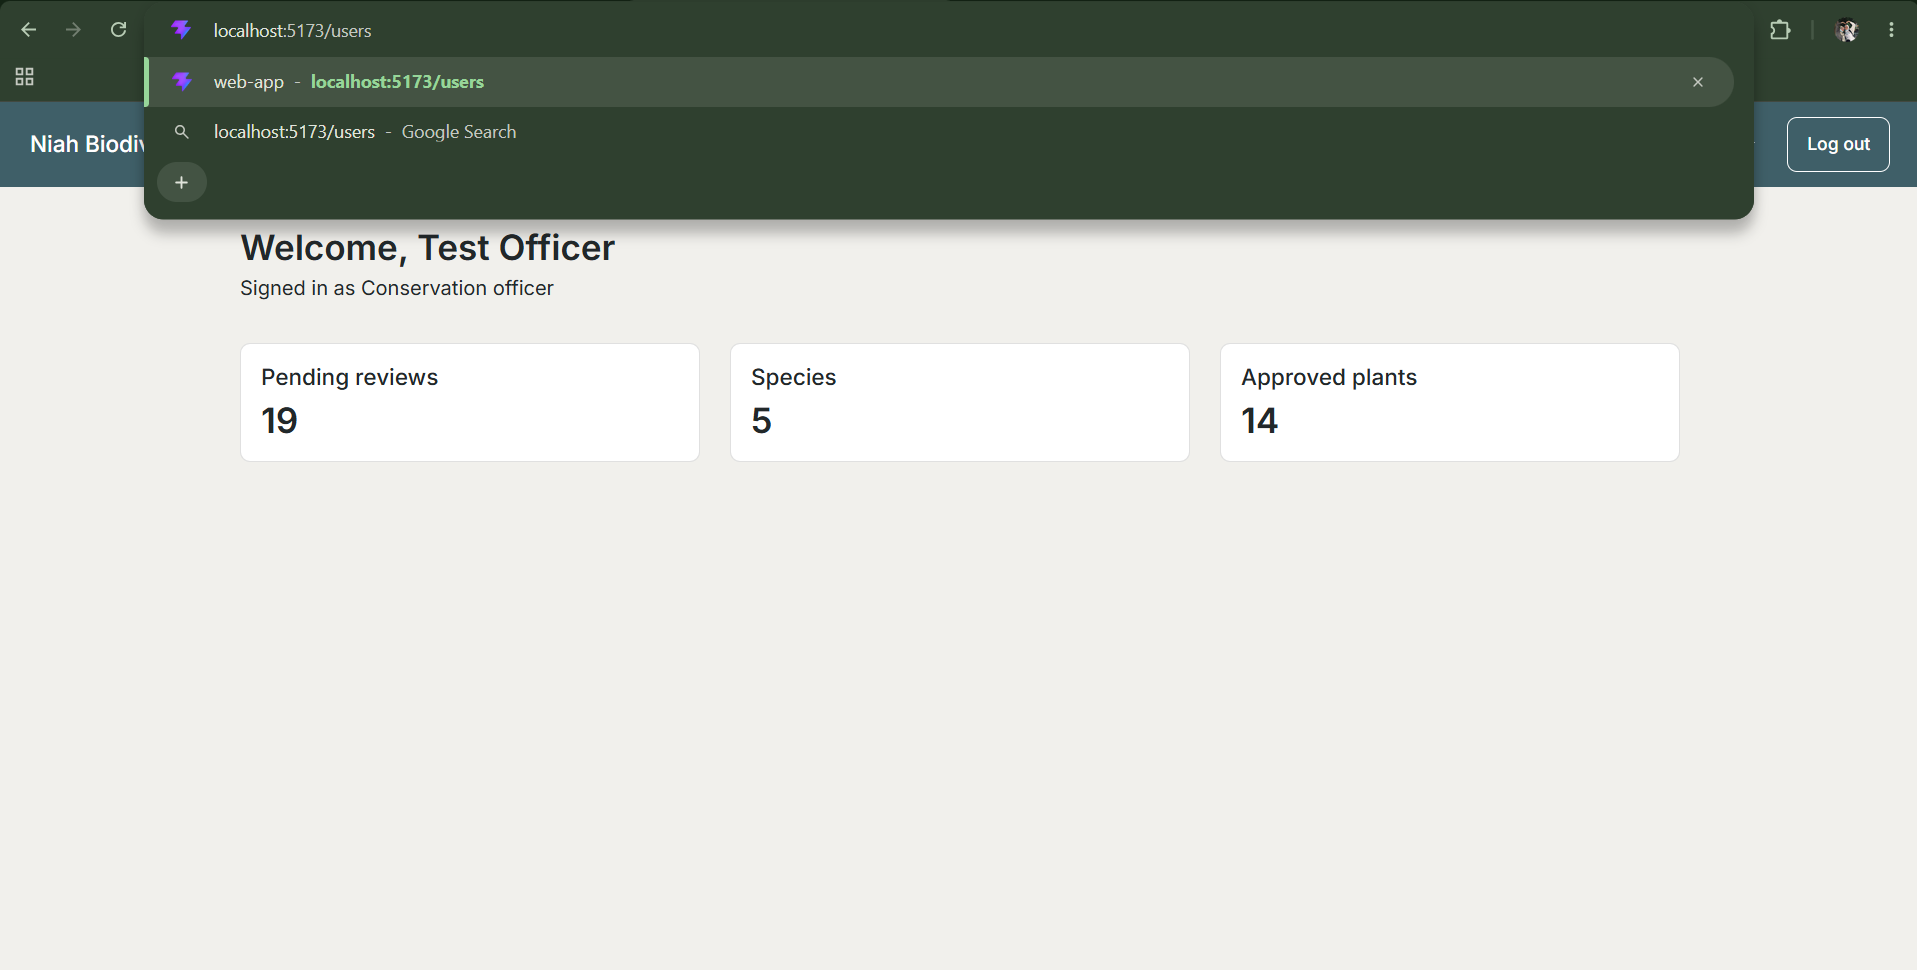 localhost:5173/users
web-app - localhost:5173/users
localhost:5173/users - Google Search
Niah
Log out
Welcome, Test Officer
Signed in as Conservation officer
Pending reviews
19
Species
5
Approved plants
14